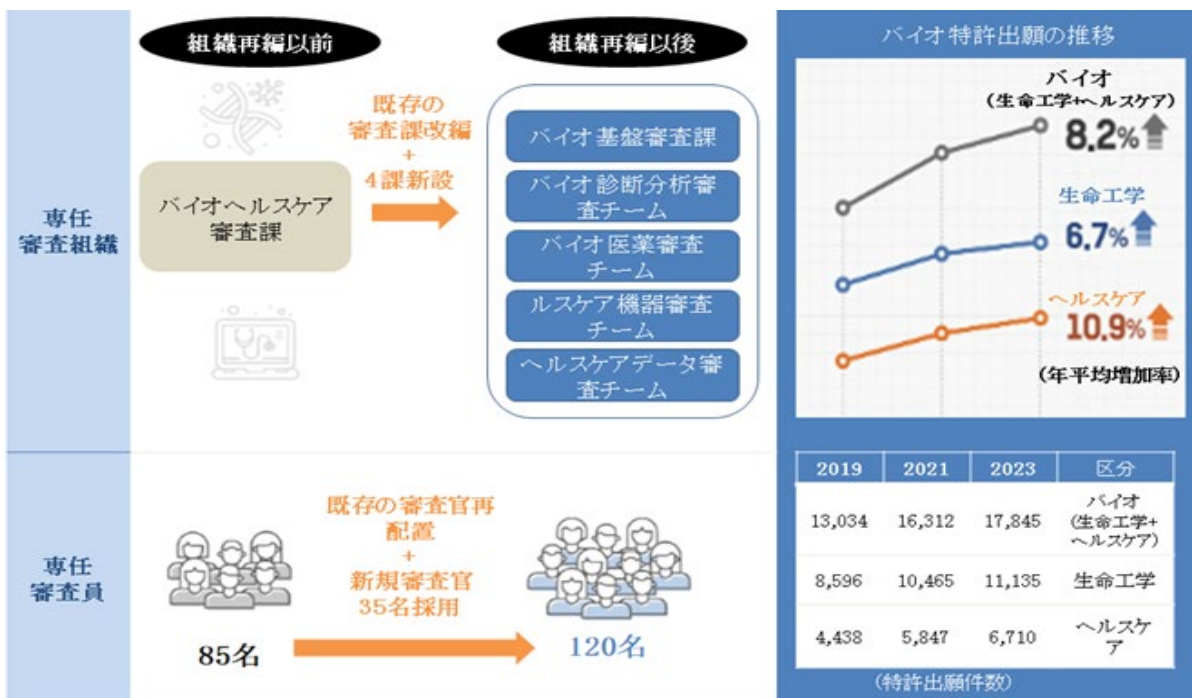 組織再編以前
組織再編以後
専任
審査組織
バイオヘルスケア
審査課
既存の
審査課改編
+
4課新設
バイオ基盤審査課
バイオ診断分析審
査チーム
バイオ医薬審査
チーム
ルスケア機器審査
チーム
ヘルスケアデータ審
査チーム
専任
審査員
85名
既存の審査官再
配置
+
新規審査官
35名採用
120名
バイオ特許出願の推移
バイオ
(生命工学+ヘルスケア)
8.2%
生命工学
6.7%
ヘルスケア
10.9%
(年平均増加率)
2019 2021 2023 区分
13,034 16,312 17,845 バイオ
(生命工学+
ヘルスケア)
8,596 10,465 11,135 生命工学
4,438 5,847 6,710 ヘルスケ
ア
(特許出願件数)